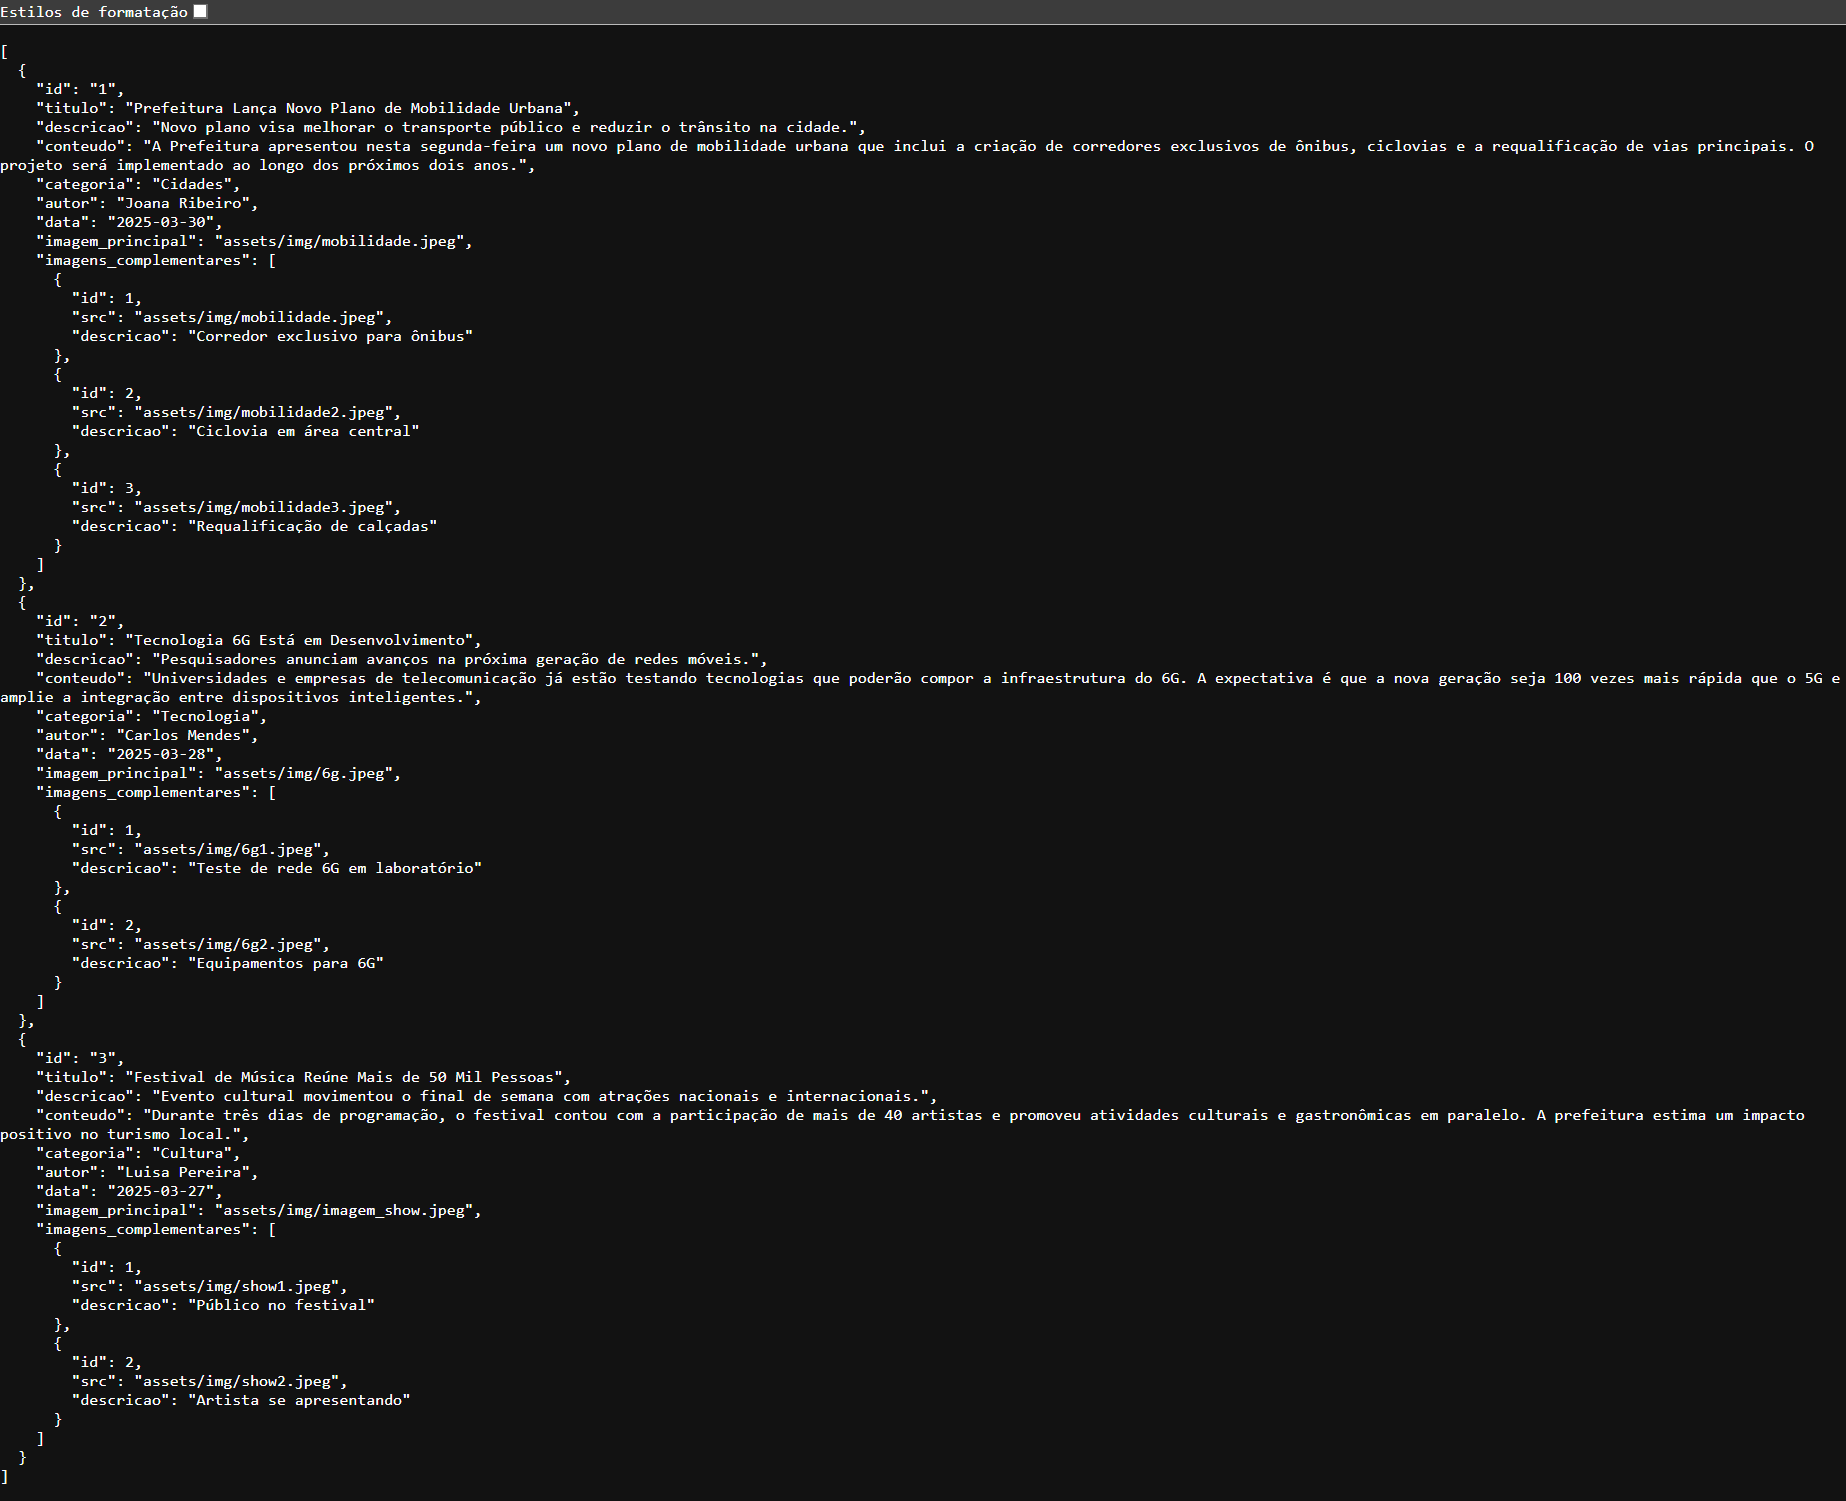 Estilos de formatação
[
  {
    "id": "1",
    "titulo": "Prefeitura Lança Novo Plano de Mobilidade Urbana",
    "descricao": "Novo plano visa melhorar o transporte público e reduzir o trânsito na cidade.",
    "conteudo": "A Prefeitura apresentou nesta segunda-feira um novo plano de mobilidade urbana que inclui a criação de corredores exclusivos de ônibus, ciclovias e a requalificação de vias principais. O
projeto será implementado ao longo dos próximos dois anos.",
    "categoria": "Cidades",
    "autor": "Joana Ribeiro",
    "data": "2025-03-30",
    "imagem_principal": "assets/img/mobilidade.jpeg",
    "imagens_complementares": [
      {
        "id": 1,
        "src": "assets/img/mobilidade.jpeg",
        "descricao": "Corredor exclusivo para ônibus"
      },
      {
        "id": 2,
        "src": "assets/img/mobilidade2.jpeg",
        "descricao": "Ciclovia em área central"
      },
      {
        "id": 3,
        "src": "assets/img/mobilidade3.jpeg",
        "descricao": "Requalificação de calçadas"
      }
    ]
  },
  {
    "id": "2",
    "titulo": "Tecnologia 6G Está em Desenvolvimento",
    "descricao": "Pesquisadores anunciam avanços na próxima geração de redes móveis.",
    "conteudo": "Universidades e empresas de telecomunicação já estão testando tecnologias que poderão compor a infraestrutura do 6G. A expectativa é que a nova geração seja 100 vezes mais rápida que o 5G e
amplie a integração entre dispositivos inteligentes.",
    "categoria": "Tecnologia",
    "autor": "Carlos Mendes",
    "data": "2025-03-28",
    "imagem_principal": "assets/img/6g.jpeg",
    "imagens_complementares": [
      {
        "id": 1,
        "src": "assets/img/6g1.jpeg",
        "descricao": "Teste de rede 6G em laboratório"
      },
      {
        "id": 2,
        "src": "assets/img/6g2.jpeg",
        "descricao": "Equipamentos para 6G"
      }
    ]
  },
  {
    "id": "3",
    "titulo": "Festival de Música Reúne Mais de 50 Mil Pessoas",
    "descricao": "Evento cultural movimentou o final de semana com atrações nacionais e internacionais.",
    "conteudo": "Durante três dias de programação, o festival contou com a participação de mais de 40 artistas e promoveu atividades culturais e gastronômicas em paralelo. A prefeitura estima um impacto
positivo no turismo local.",
    "categoria": "Cultura",
    "autor": "Luisa Pereira",
    "data": "2025-03-27",
    "imagem_principal": "assets/img/imagem_show.jpeg",
    "imagens_complementares": [
      {
        "id": 1,
        "src": "assets/img/show1.jpeg",
        "descricao": "Público no festival"
      },
      {
        "id": 2,
        "src": "assets/img/show2.jpeg",
        "descricao": "Artista se apresentando"
      }
    ]
  }
]